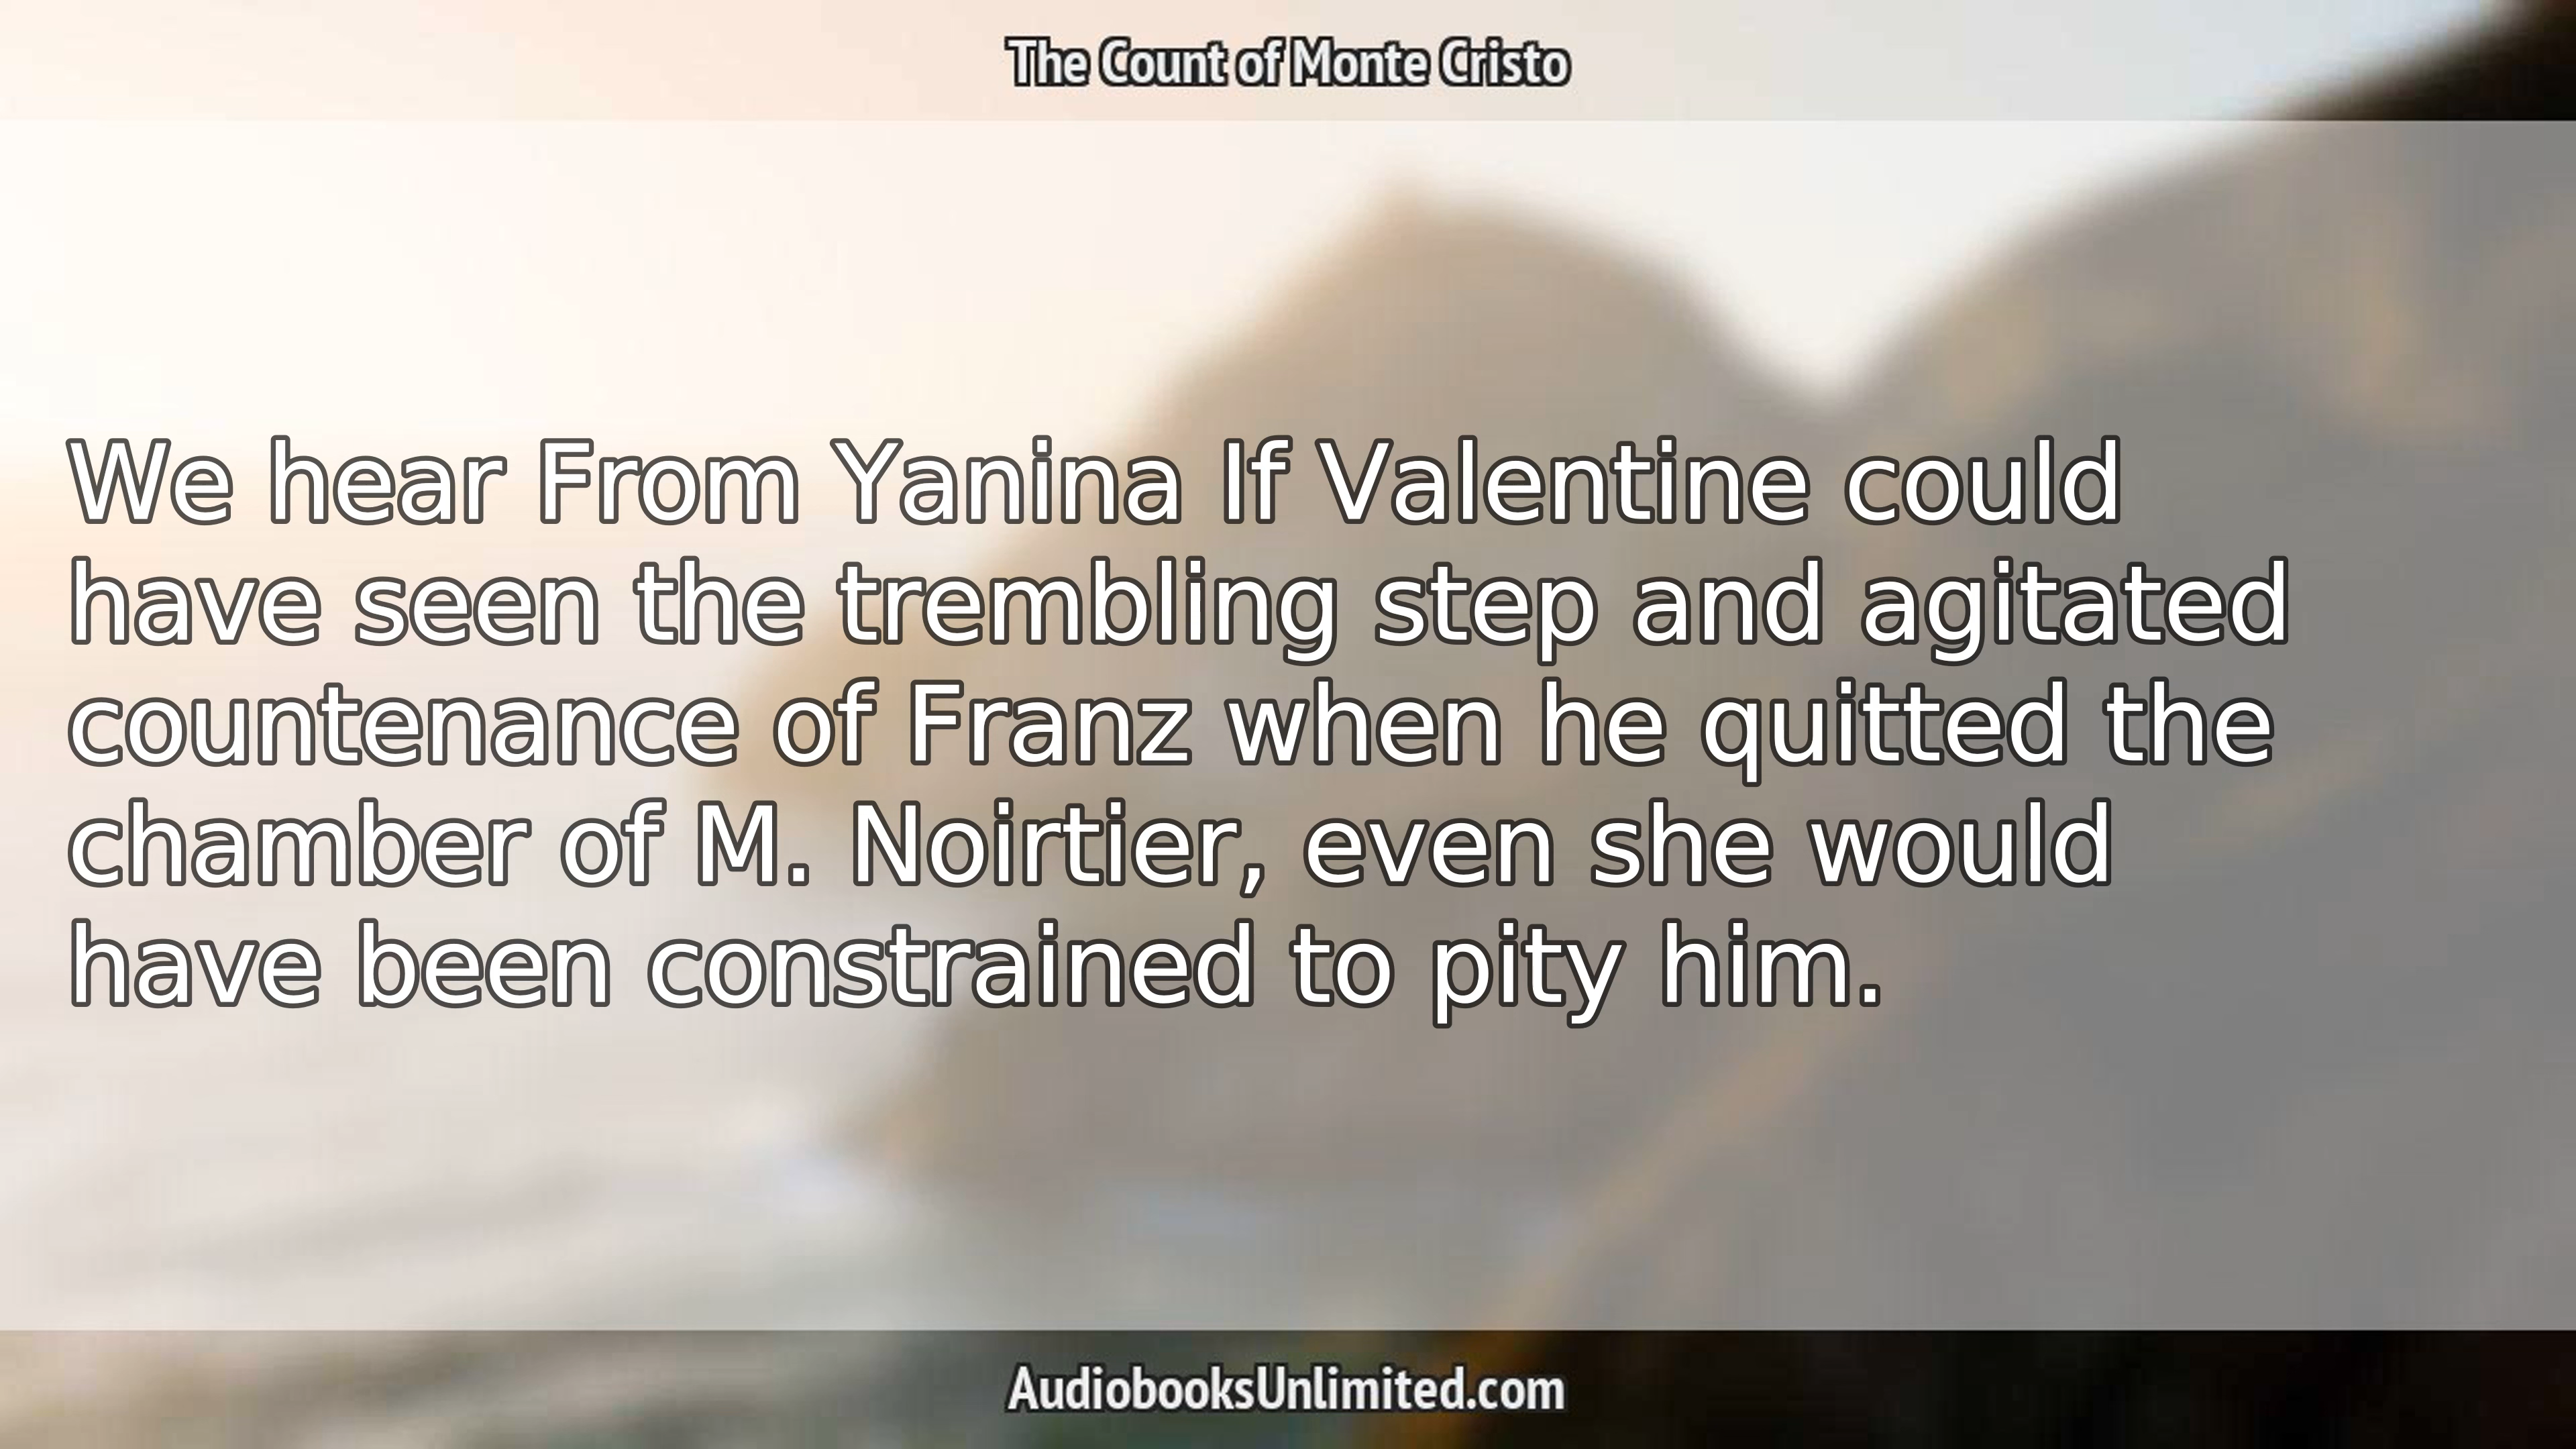 The Count of Monte Cristo
We hear From Yanina If Valentine could
have seen the trembling step and agitated
countenance of Franz when he quitted the
chamber of M. Noirtier, even she would
have been constrained to pity him.
AudiobooksUnlimited.com